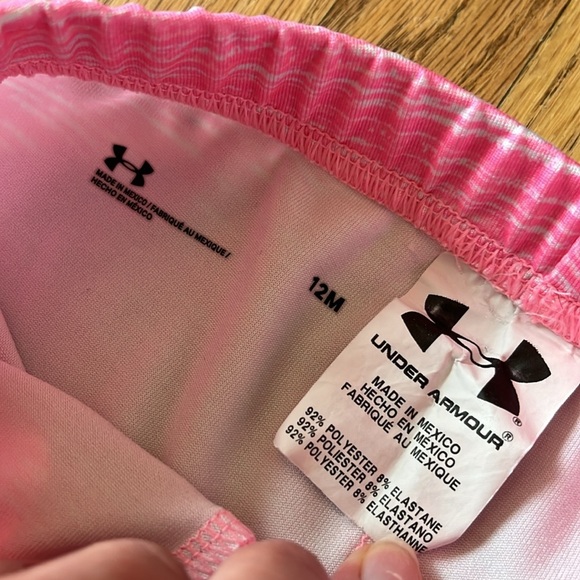 MADE IN MEXICO / FABRIQUÉ AU MEXIQUE /
HECHO EN MÉXICO
12M
UNDER ARMOUR®
MADE IN MEXICO
HECHO EN MÉXICO
FABRIQUÉ AU MEXIQUE
92% POLYESTER 8% ELASTANE
92% POLIESTER 8% ELASTANO
92% POLYESTER 8% ELASTHANNE